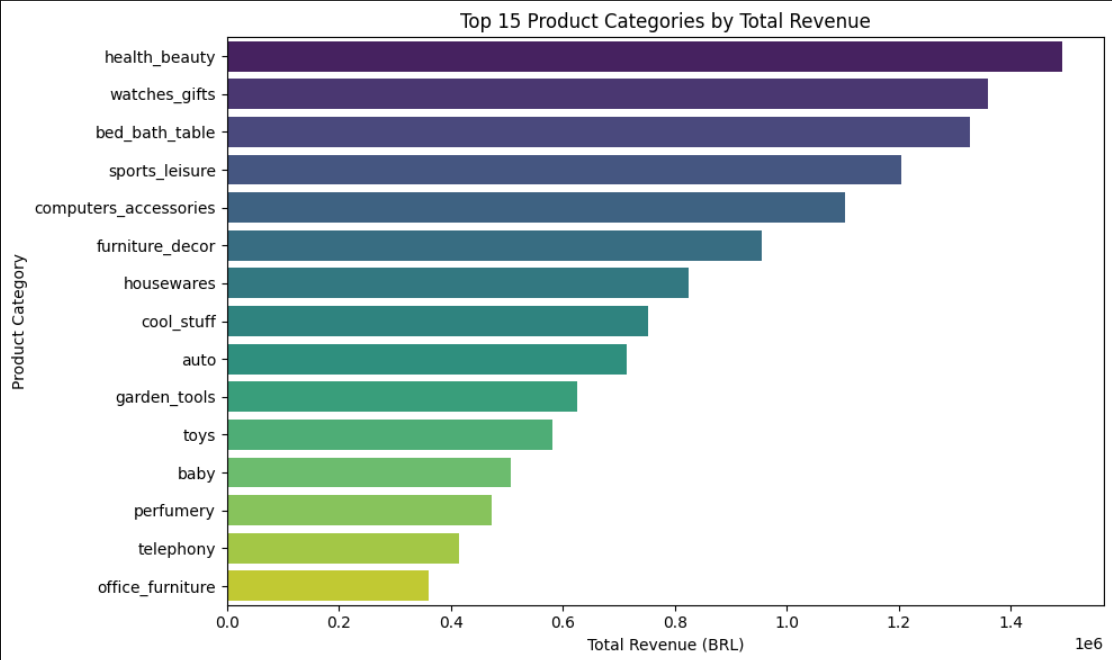 Top 15 Product Categories by Total Revenue
Product Category
health_beauty
watches_gifts
bed_bath_table
sports_leisure
computers_accessories
furniture_decor
housewares
cool_stuff
auto
garden_tools
toys
baby
perfumery
telephony
office_furniture
0.0 0.2 0.4 0.6 0.8 1.0 1.2 1.4
Total Revenue (BRL)
1e6